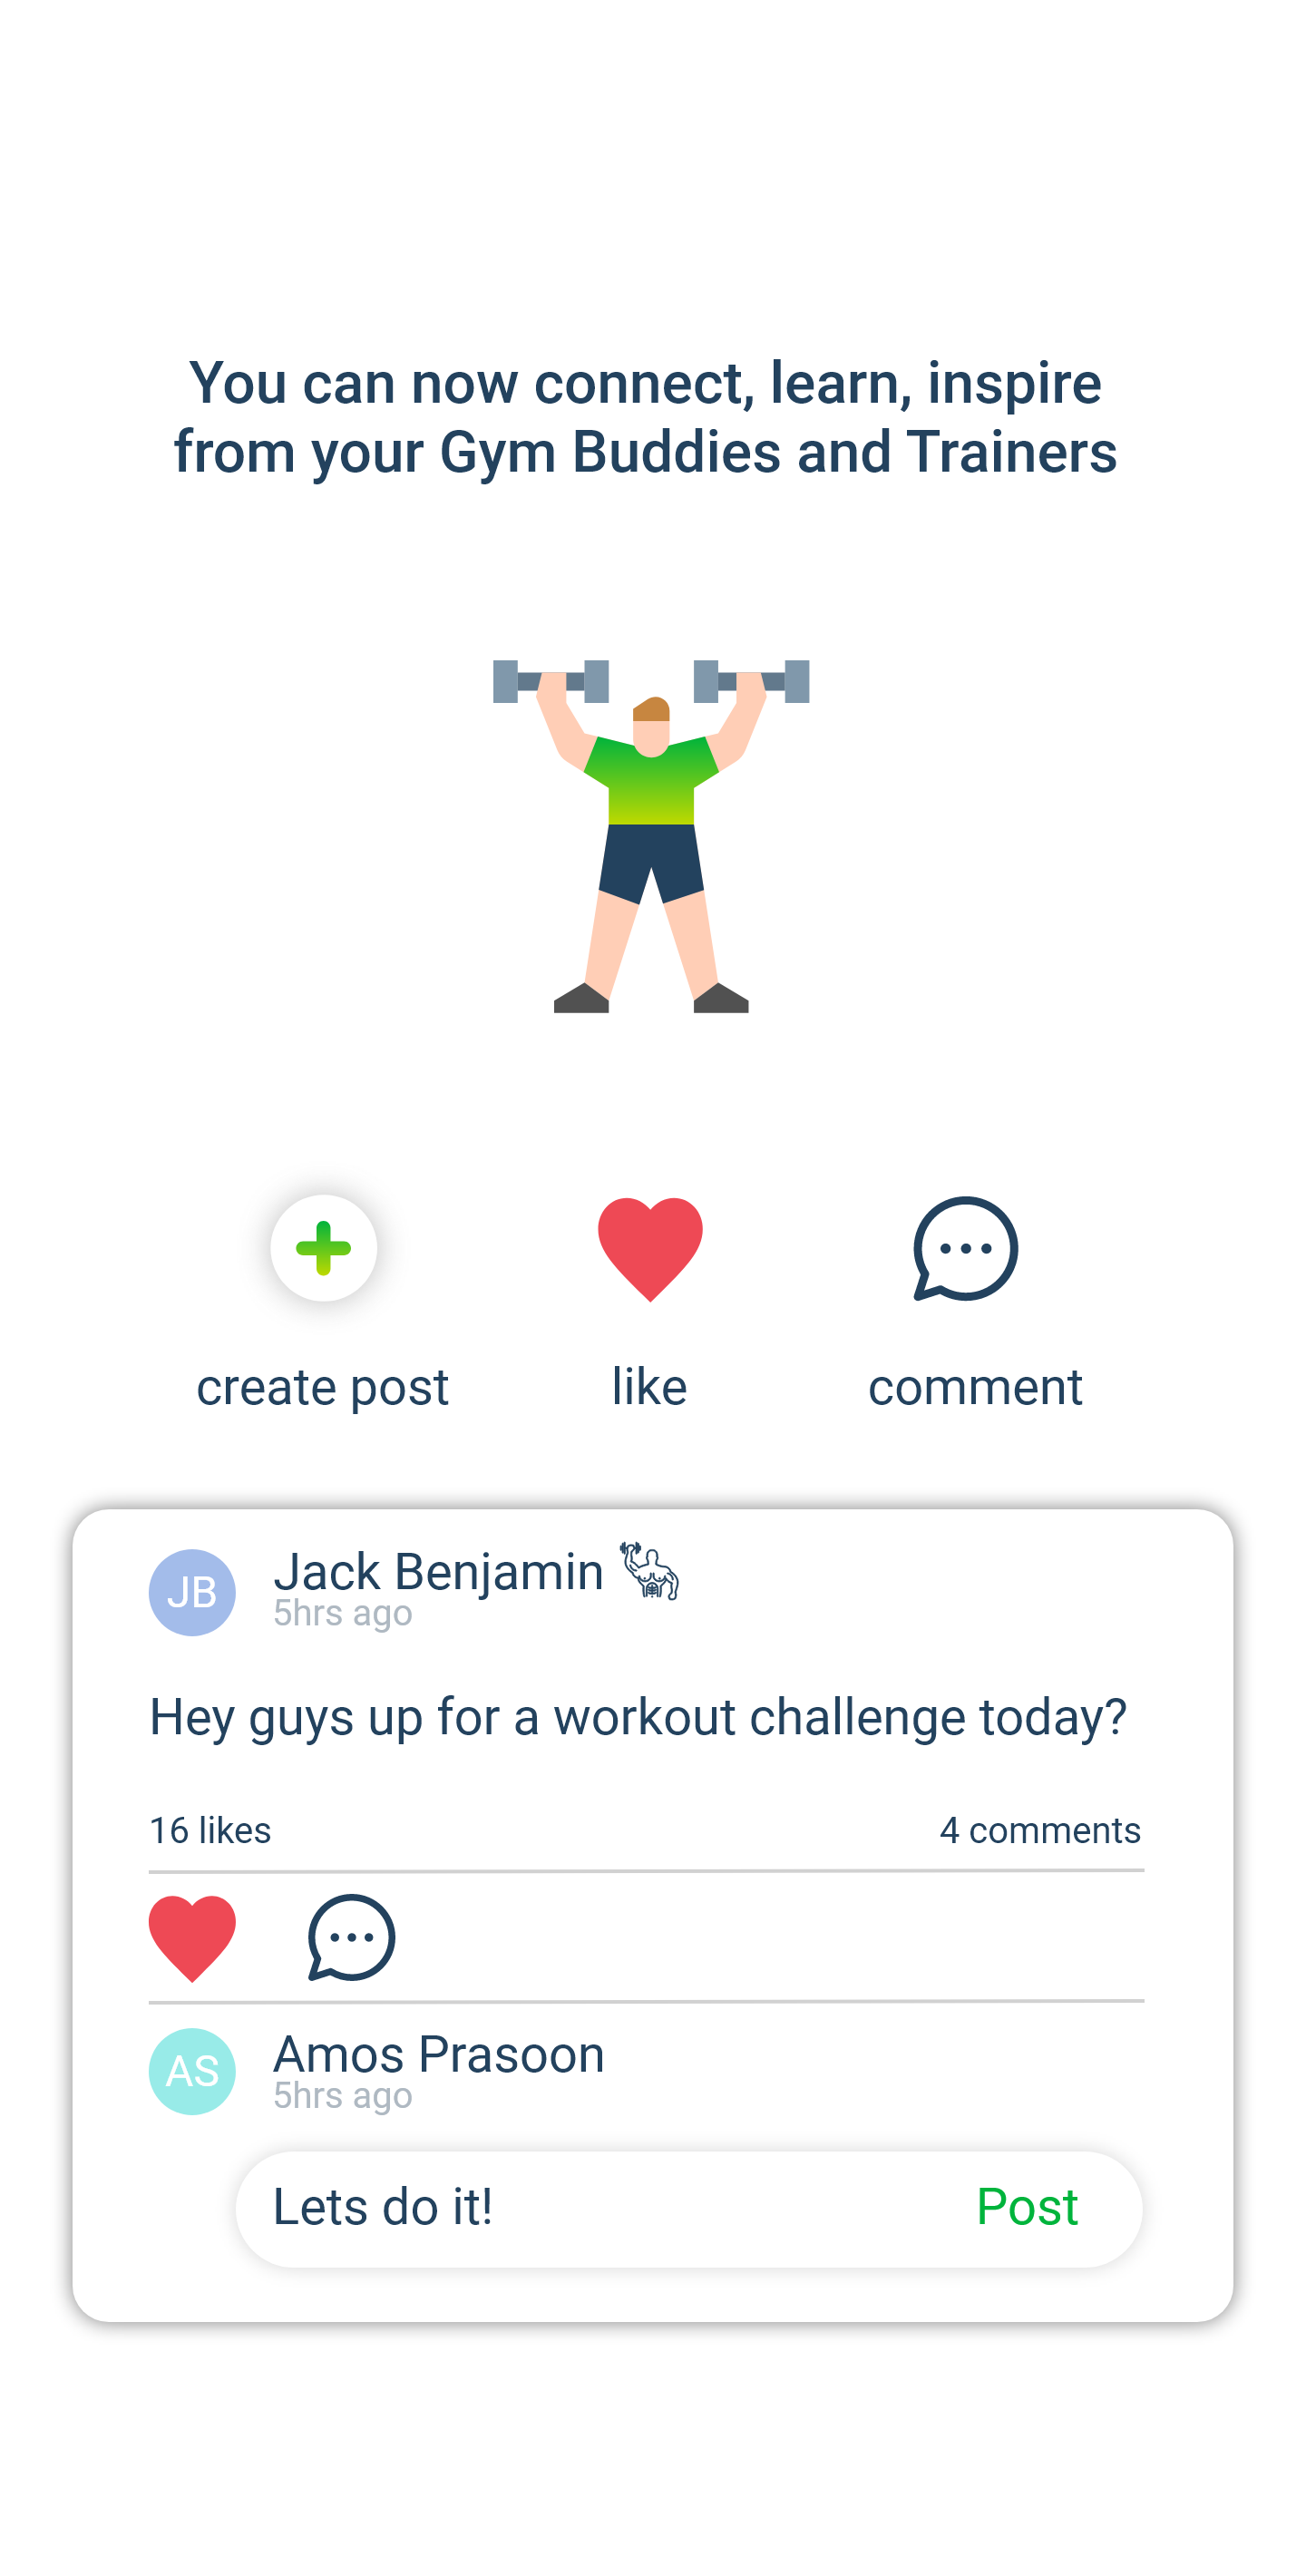 You can now connect, learn, inspire
from your Gym Buddies and Trainers
create post like comment
JB Jack Benjamin
5hrs ago
Hey guys up for a workout challenge today?
16 likes 4 comments
AS Amos Prasoon
5hrs ago
Lets do it! Post